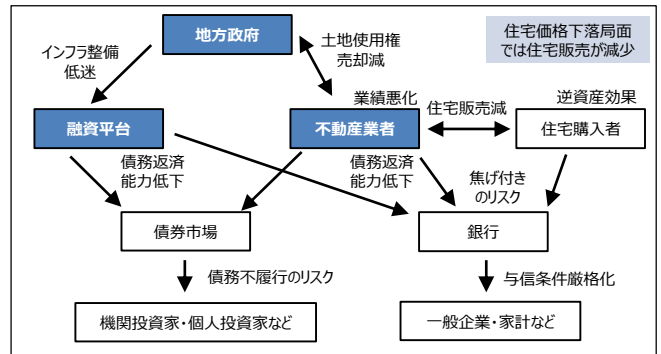 地方政府
住宅価格下落局面
では住宅販売が減少
インフラ整備
低迷
土地使用権
売却減
業績悪化
逆資産効果
融資平台
不動産業者
住宅販売減
住宅購入者
債務返済
能力低下
債務返済
能力低下
焦げ付き
のリスク
債券市場
銀行
債務不履行のリスク
与信条件厳格化
機関投資家・個人投資家など
一般企業・家計など